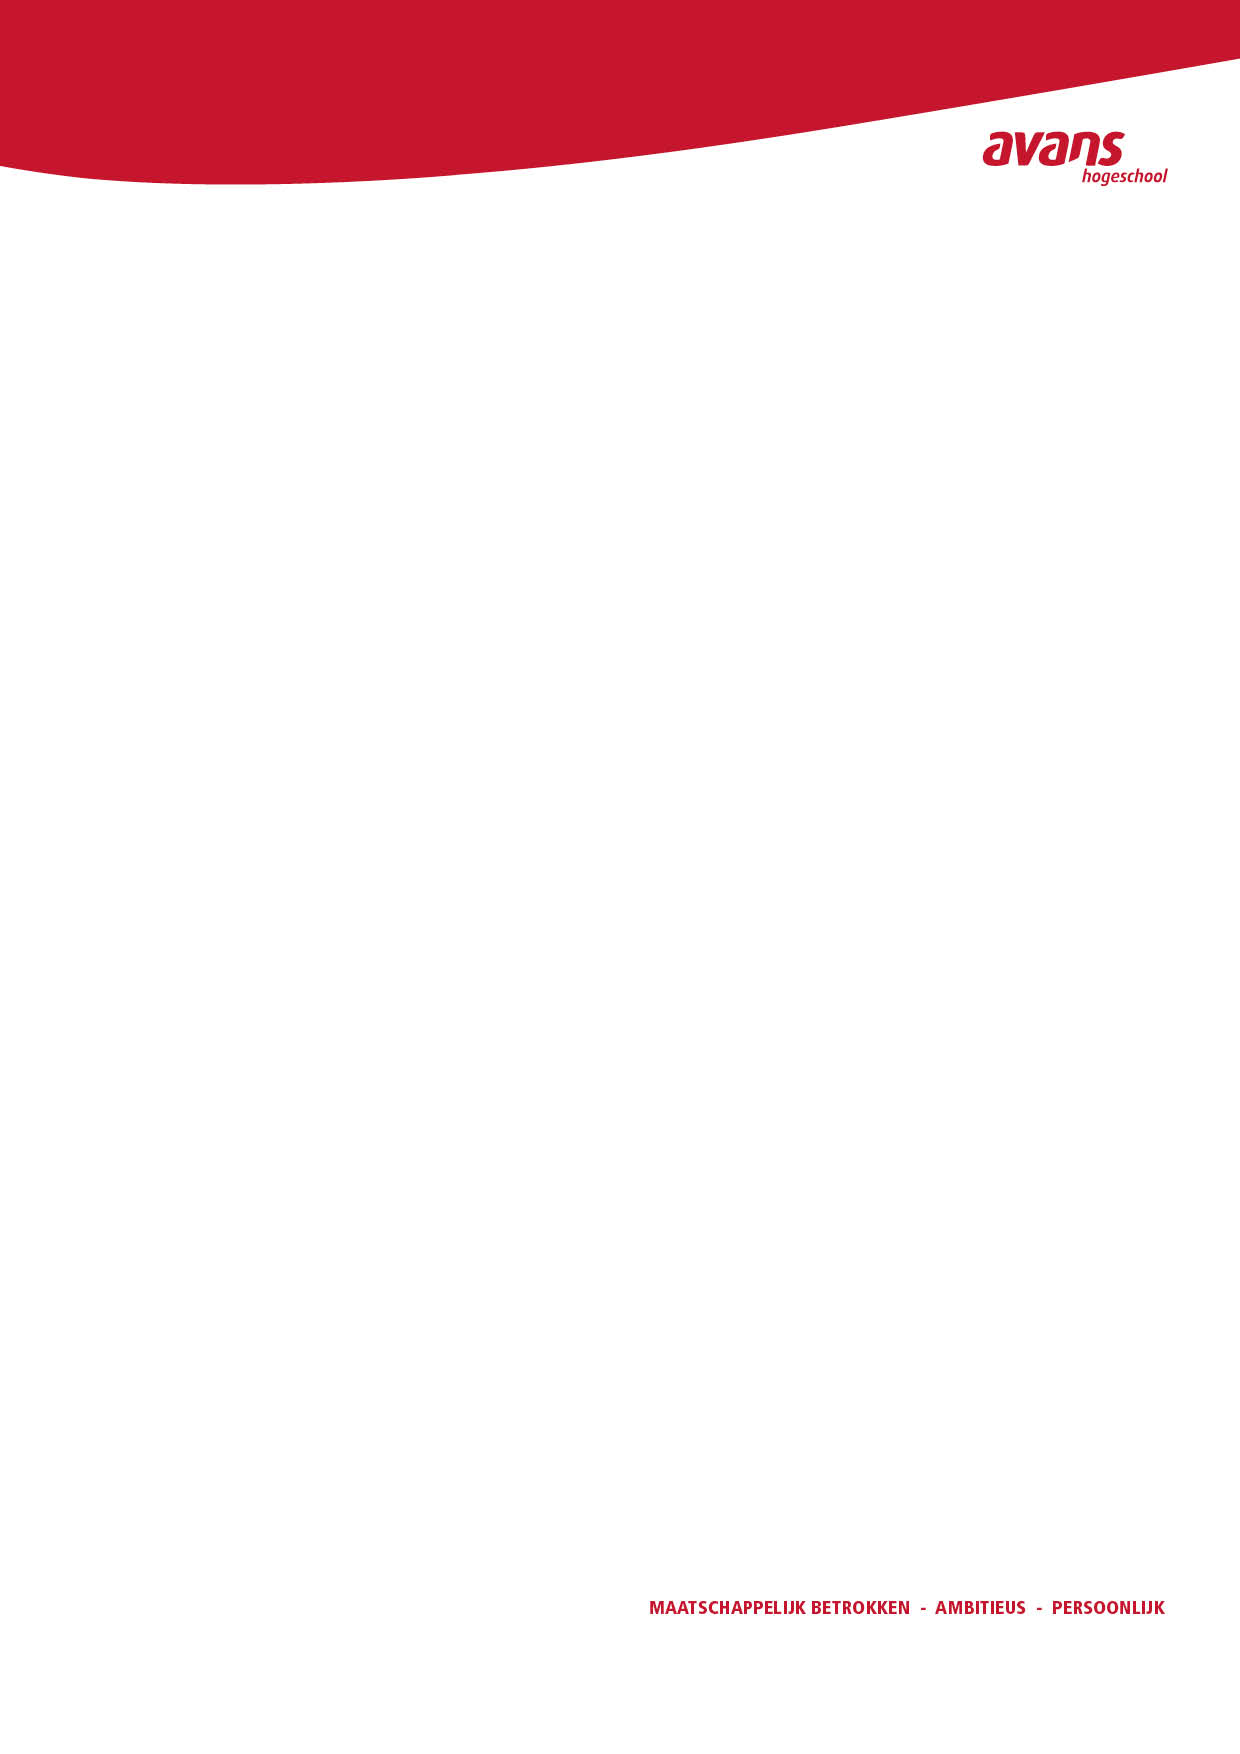 avans
hogeschool
MAATSCHAPPELIJK BETROKKEN - AMBITIEUS - PERSOONLIJK